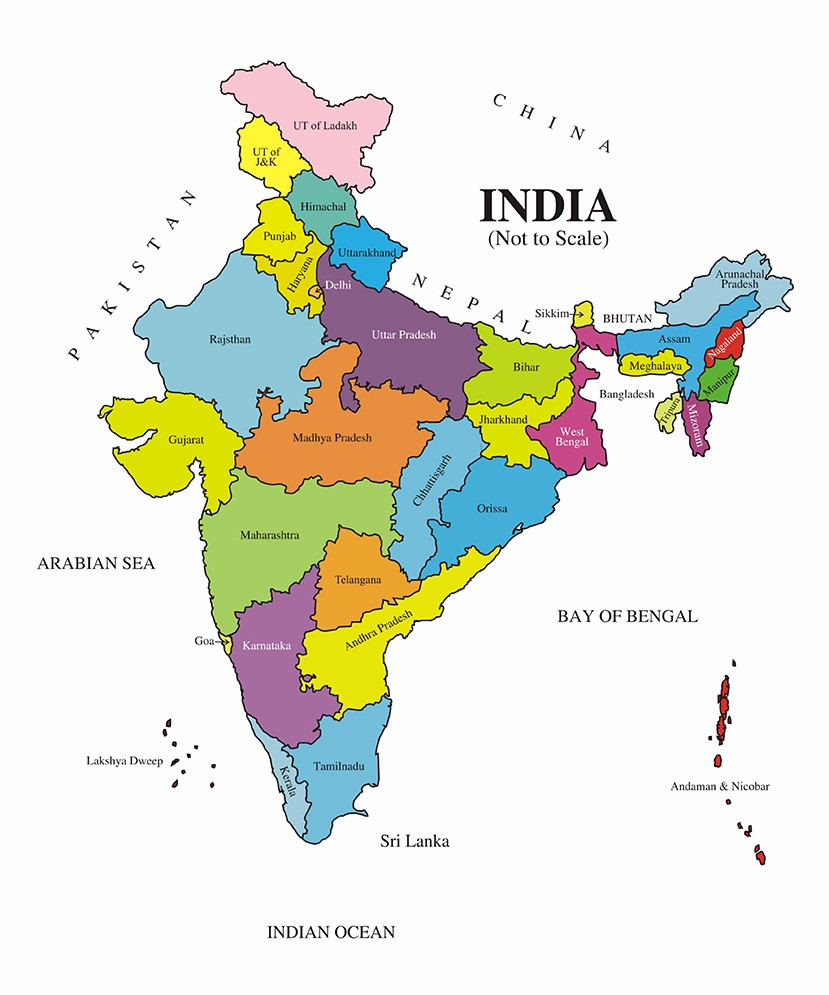 CHINA
UT of Ladakh
UT of
J&K
INDIA
(Not to Scale)
Himachal
PAKISTAN
Punjab
Uttarakhand
Haryana
Delhi
NEPAL
Arunachal
Pradesh
Sikkim
BHUTAN
Rajsthan
Uttar Pradesh
Assam
Nagaland
Bihar
Meghalaya
Manipur
Bangladesh
Tripura
Mizoram
Gujarat
Madhya Pradesh
Jharkhand
West
Bengal
Chhattisgarh
Orissa
Maharashtra
ARABIAN SEA
Telangana
BAY OF BENGAL
Andhra Pradesh
Goa
Karnataka
Lakshya Dweep
Tamilnadu
Kerala
Andaman & Nicobar
Sri Lanka
INDIAN OCEAN